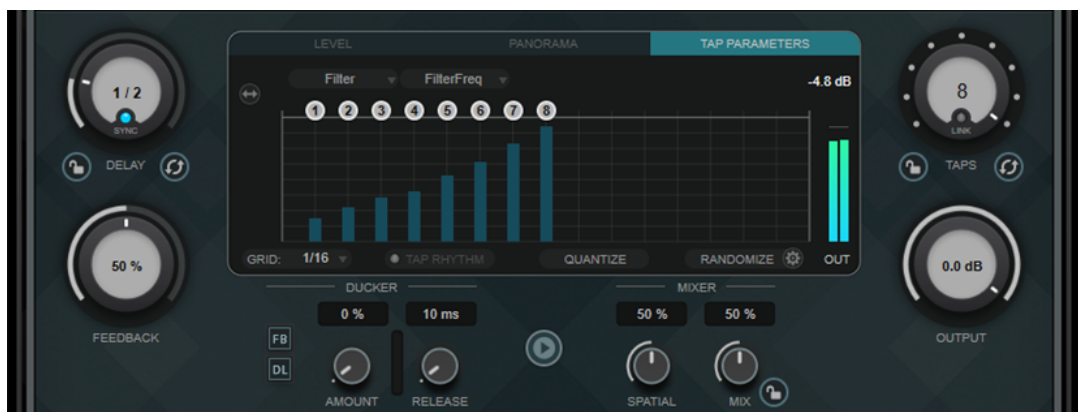 LEVEL PANORAMA TAP PARAMETERS
Filter FilterFreq -4.8 dB
1 2 3 4 5 6 7 8
1 / 2
SYNC
DELAY
8
LINK
TAPS
GRID: 1/16 TAP RHYTHM QUANTIZE RANDOMIZE OUT
50 %
FEEDBACK
0.0 dB
OUTPUT
DUCKER
0 % 10 ms
FB
DL
AMOUNT RELEASE
MIXER
50 % 50 %
SPATIAL MIX